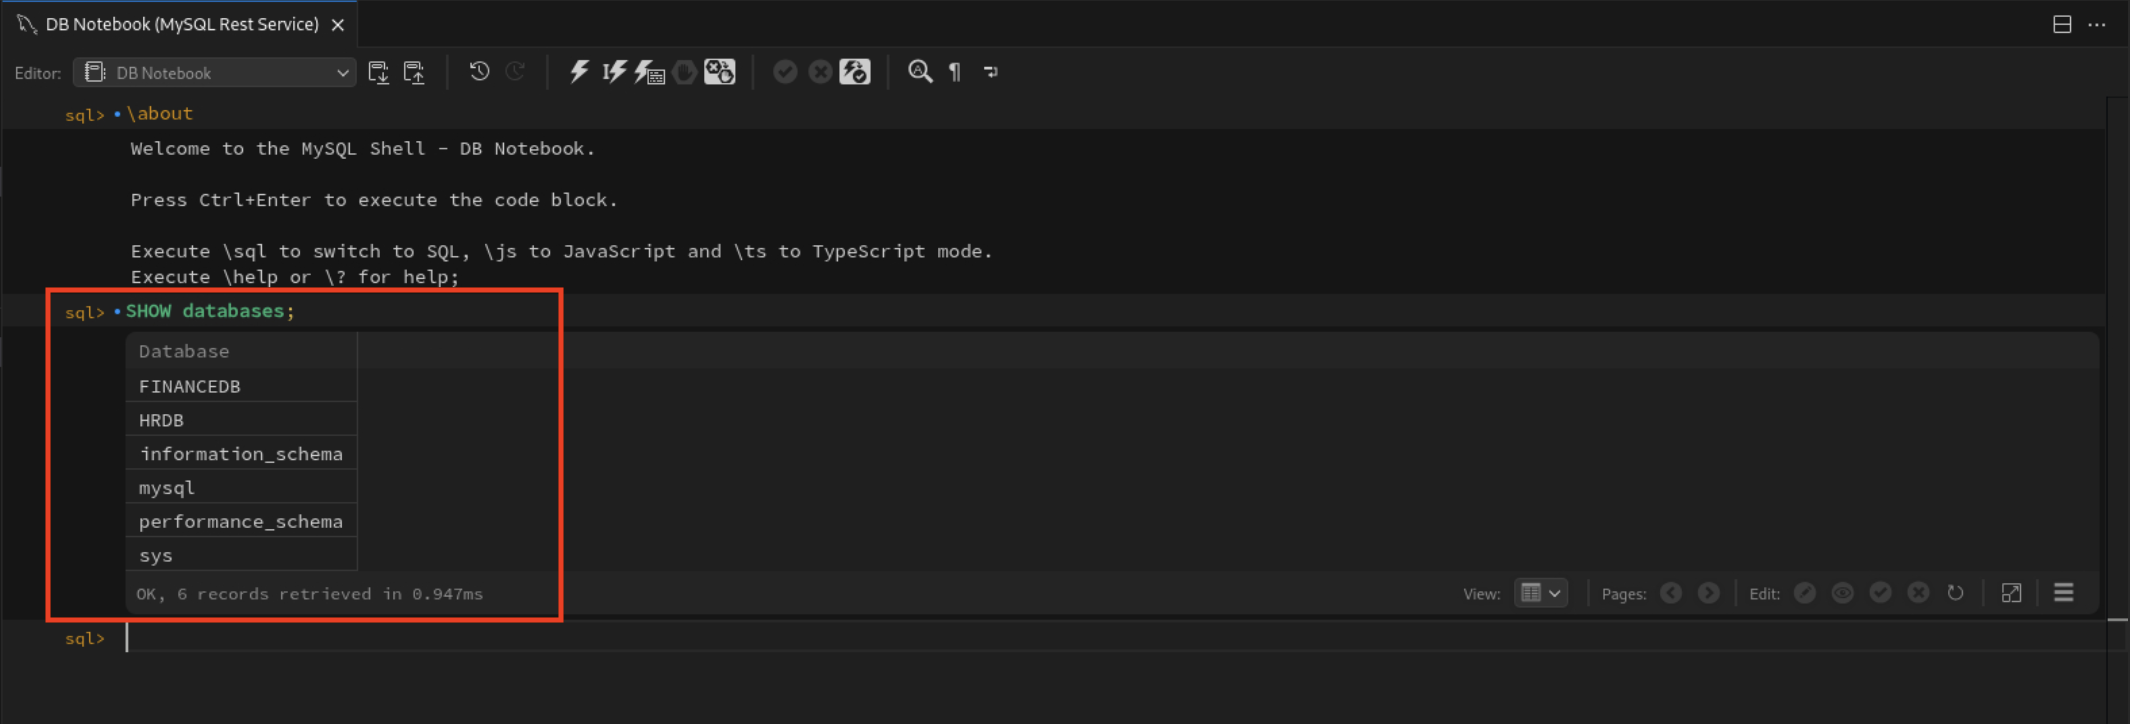 DB Notebook (MySQL Rest Service)
Editor: DB Notebook
sql> \about
Welcome to the MySQL Shell - DB Notebook.
Press Ctrl+Enter to execute the code block.
Execute \sql to switch to SQL, \js to JavaScript and \ts to TypeScript mode.
Execute \help or \? for help;
sql> SHOW databases;
Database
FINANCEDB
HRDB
information_schema
mysql
performance_schema
sys
OK, 6 records retrieved in 0.947ms
View: Pages: Edit:
sql>